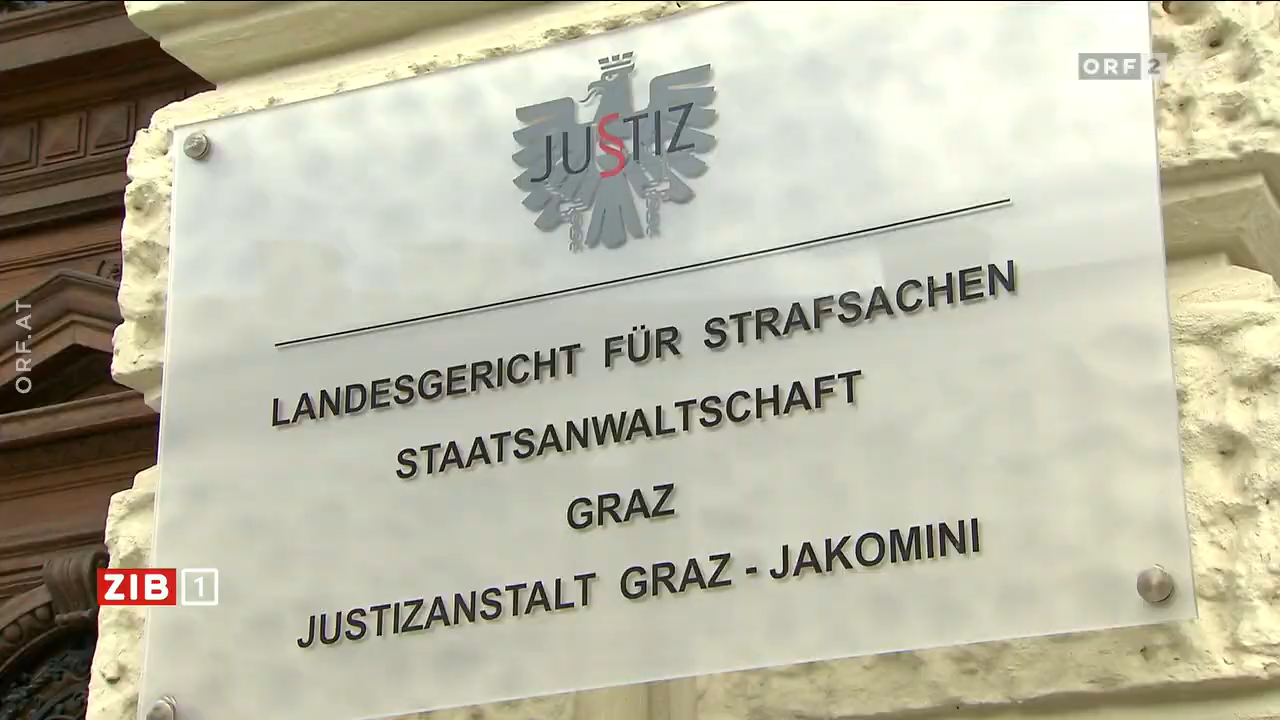 ORF 2
JUSTIZ
ORF.AT
LANDESGERICHT FÜR STRAFSACHEN
STAATSANWALTSCHAFT
GRAZ
JUSTIZANSTALT GRAZ - JAKOMINI
ZIB 1